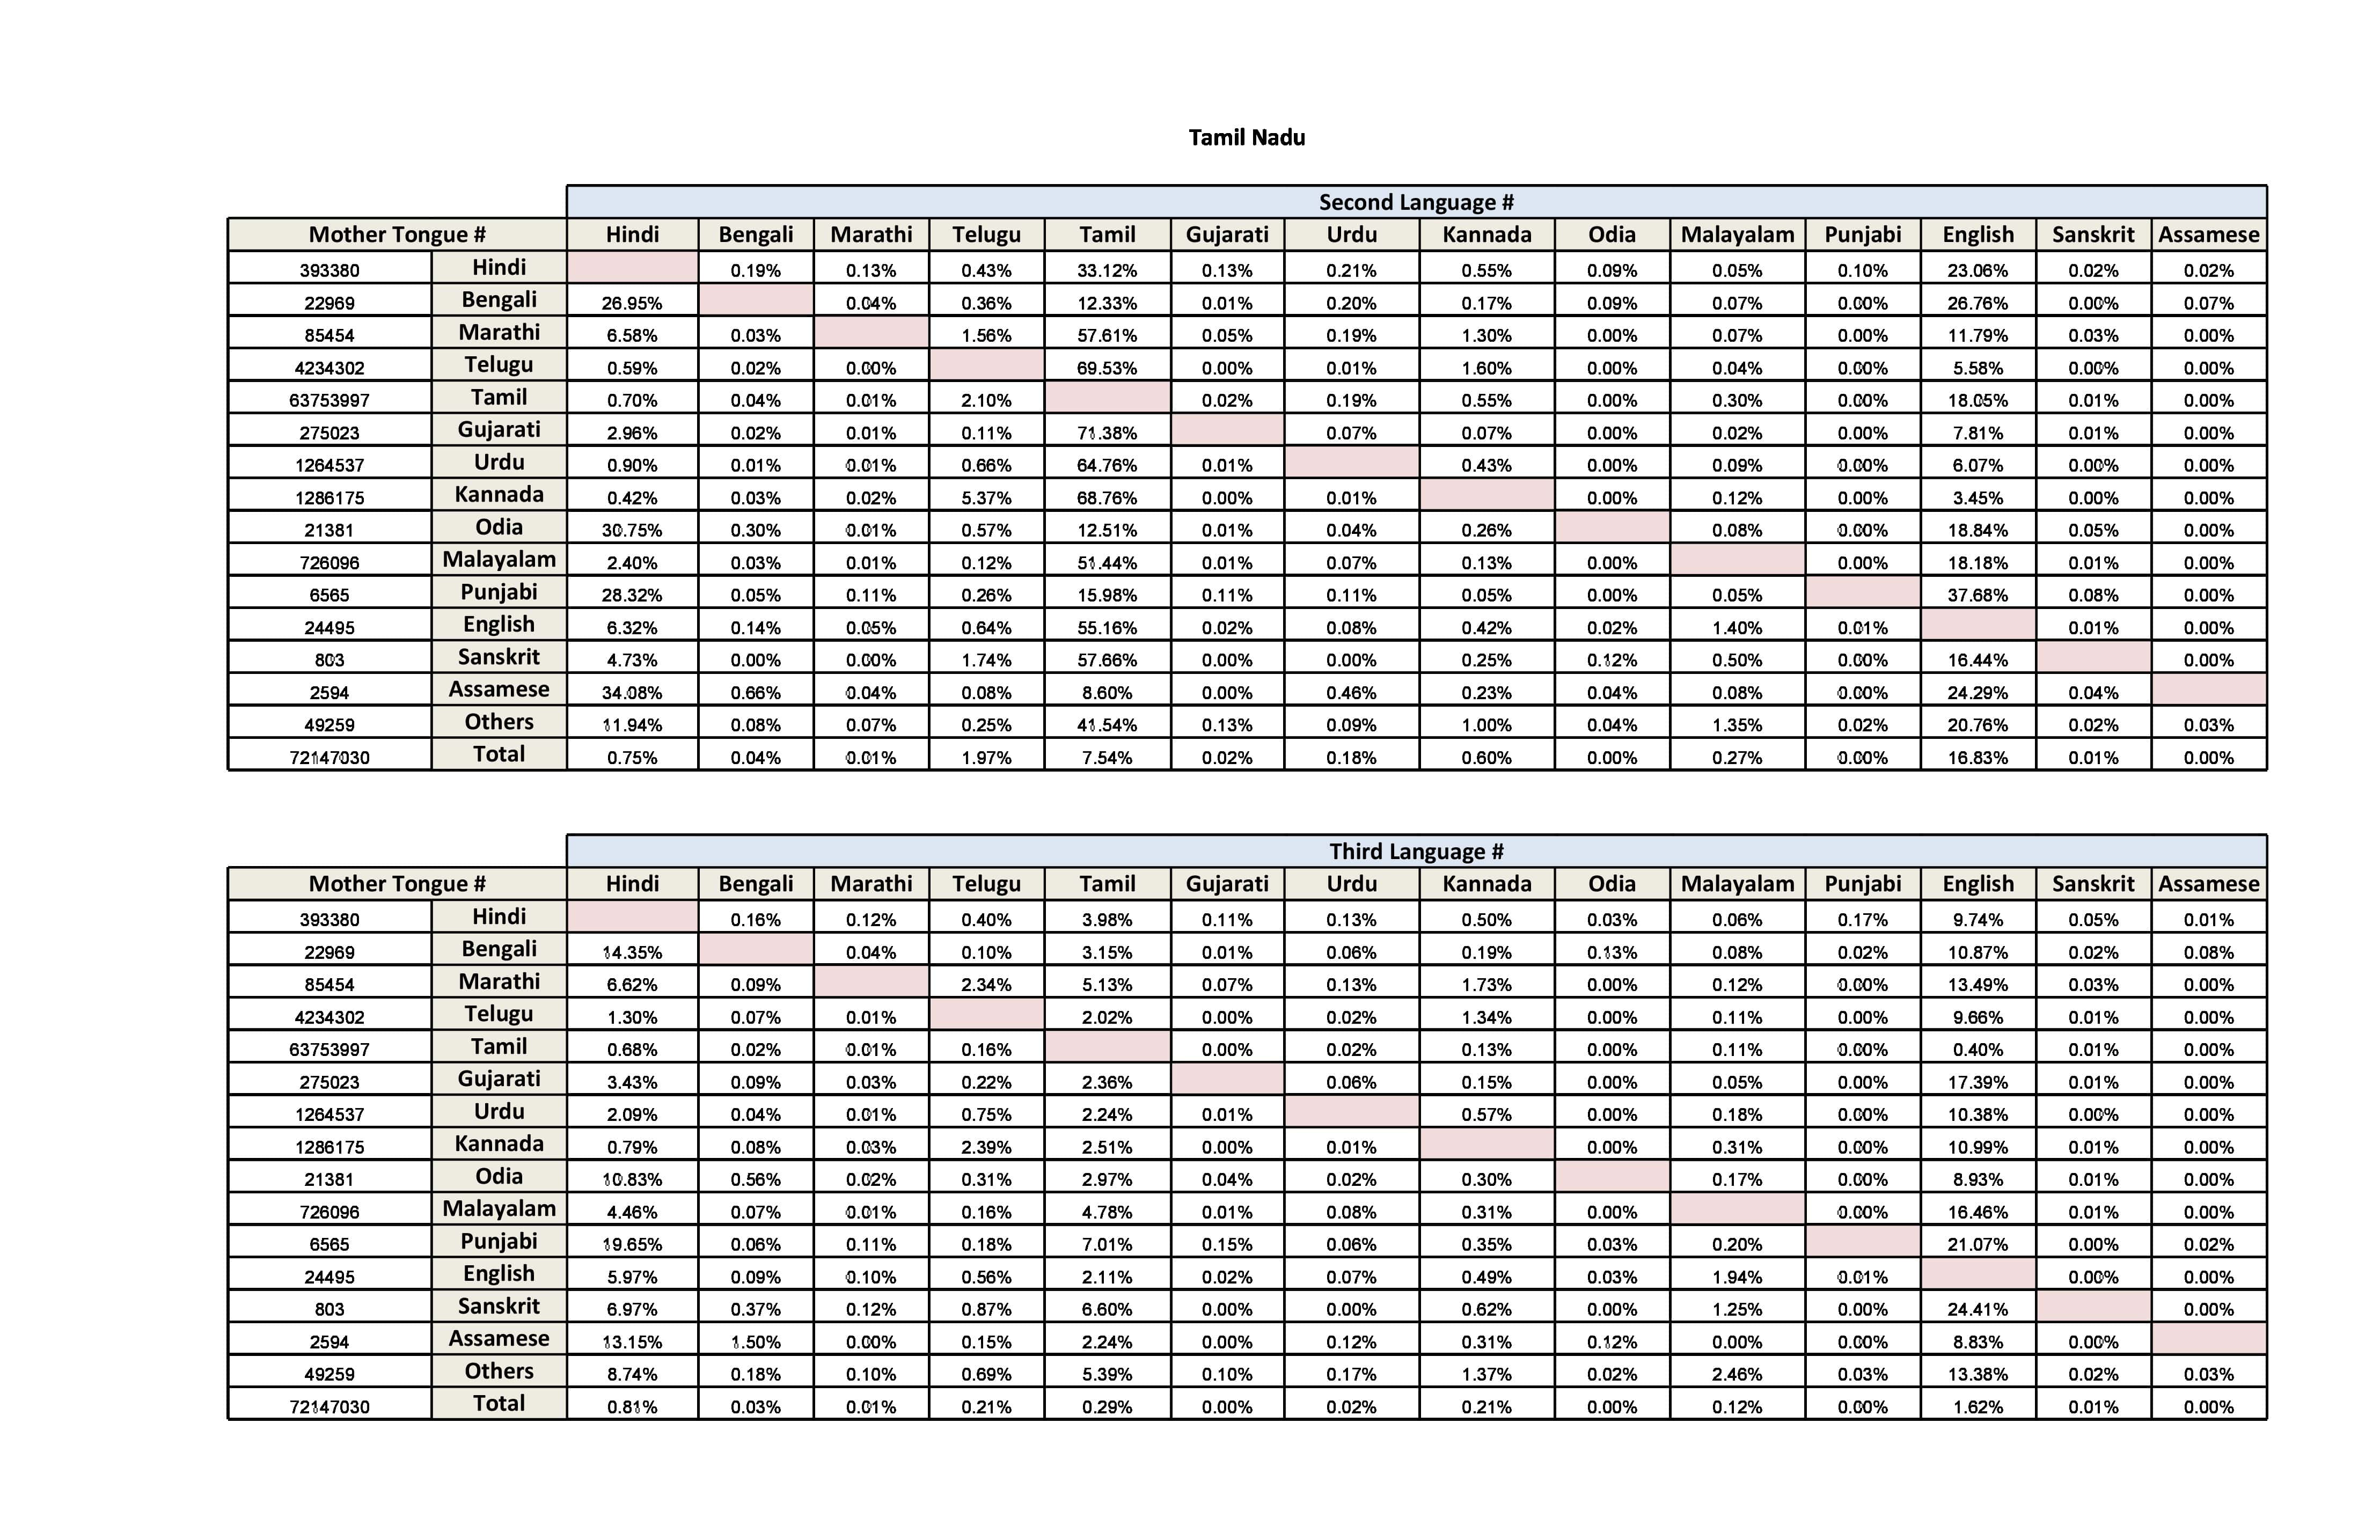 Tamil Nadu
Second Language #
Mother Tongue # Hindi Bengali Marathi Telugu Tamil Gujarati Urdu Kannada Odia Malayalam Punjabi English Sanskrit Assamese
393380 Hindi 0.19% 0.13% 0.43% 33.12% 0.13% 0.21% 0.55% 0.09% 0.05% 0.10% 23.06% 0.02% 0.02%
22969 Bengali 26.95% 0.04% 0.36% 12.33% 0.01% 0.20% 0.17% 0.09% 0.07% 0.00% 26.76% 0.00% 0.07%
85454 Marathi 6.58% 0.03% 1.56% 57.61% 0.05% 0.19% 1.30% 0.00% 0.07% 0.00% 11.79% 0.03% 0.00%
4234302 Telugu 0.59% 0.02% 0.00% 69.53% 0.00% 0.01% 1.60% 0.00% 0.04% 0.00% 5.58% 0.00% 0.00%
63753997 Tamil 0.70% 0.04% 0.01% 2.10% 0.02% 0.19% 0.55% 0.00% 0.30% 0.00% 18.05% 0.01% 0.00%
275023 Gujarati 2.96% 0.02% 0.01% 0.11% 71.38% 0.07% 0.07% 0.00% 0.02% 0.00% 7.81% 0.01% 0.00%
1264537 Urdu 0.90% 0.01% 0.01% 0.66% 64.76% 0.01% 0.43% 0.00% 0.09% 0.00% 6.07% 0.00% 0.00%
1286175 Kannada 0.42% 0.03% 0.02% 5.37% 68.76% 0.00% 0.01% 0.00% 0.12% 0.00% 3.45% 0.00% 0.00%
21381 Odia 30.75% 0.30% 0.01% 0.57% 12.51% 0.01% 0.04% 0.26% 0.08% 0.00% 18.84% 0.05% 0.00%
726096 Malayalam 2.40% 0.03% 0.01% 0.12% 51.44% 0.01% 0.07% 0.13% 0.00% 0.00% 18.18% 0.01% 0.00%
6565 Punjabi 28.32% 0.05% 0.11% 0.26% 15.98% 0.11% 0.11% 0.05% 0.00% 0.05% 37.68% 0.08% 0.00%
24495 English 6.32% 0.14% 0.05% 0.64% 55.16% 0.02% 0.08% 0.42% 0.02% 1.40% 0.01% 0.01% 0.00%
803 Sanskrit 4.73% 0.00% 0.00% 1.74% 57.66% 0.00% 0.00% 0.25% 0.12% 0.50% 0.00% 16.44% 0.00%
2594 Assamese 34.08% 0.66% 0.04% 0.08% 8.60% 0.00% 0.46% 0.23% 0.04% 0.08% 0.00% 24.29% 0.04%
49259 Others 11.94% 0.08% 0.07% 0.25% 41.54% 0.13% 0.09% 1.00% 0.04% 1.35% 0.02% 20.76% 0.02% 0.03%
72147030 Total 0.75% 0.04% 0.01% 1.97% 7.54% 0.02% 0.18% 0.60% 0.00% 0.27% 0.00% 16.83% 0.01% 0.00%
Third Language #
Mother Tongue # Hindi Bengali Marathi Telugu Tamil Gujarati Urdu Kannada Odia Malayalam Punjabi English Sanskrit Assamese
393380 Hindi 0.16% 0.12% 0.40% 3.98% 0.11% 0.13% 0.50% 0.03% 0.06% 0.17% 9.74% 0.05% 0.01%
22969 Bengali 14.35% 0.04% 0.10% 3.15% 0.01% 0.06% 0.19% 0.13% 0.08% 0.02% 10.87% 0.02% 0.08%
85454 Marathi 6.62% 0.09% 2.34% 5.13% 0.07% 0.13% 1.73% 0.00% 0.12% 0.00% 13.49% 0.03% 0.00%
4234302 Telugu 1.30% 0.07% 0.01% 2.02% 0.00% 0.02% 1.34% 0.00% 0.11% 0.00% 9.66% 0.01% 0.00%
63753997 Tamil 0.68% 0.02% 0.01% 0.16% 0.00% 0.02% 0.13% 0.00% 0.11% 0.00% 0.40% 0.01% 0.00%
275023 Gujarati 3.43% 0.09% 0.03% 0.22% 2.36% 0.06% 0.15% 0.00% 0.05% 0.00% 17.39% 0.01% 0.00%
1264537 Urdu 2.09% 0.04% 0.01% 0.75% 2.24% 0.01% 0.57% 0.00% 0.18% 0.00% 10.38% 0.00% 0.00%
1286175 Kannada 0.79% 0.08% 0.03% 2.39% 2.51% 0.00% 0.01% 0.00% 0.31% 0.00% 10.99% 0.01% 0.00%
21381 Odia 10.83% 0.56% 0.02% 0.31% 2.97% 0.04% 0.02% 0.30% 0.17% 0.00% 8.93% 0.01% 0.00%
726096 Malayalam 4.46% 0.07% 0.01% 0.16% 4.78% 0.01% 0.08% 0.31% 0.00% 0.00% 16.46% 0.01% 0.00%
6565 Punjabi 19.65% 0.06% 0.11% 0.18% 7.01% 0.15% 0.06% 0.35% 0.03% 0.20% 21.07% 0.00% 0.02%
24495 English 5.97% 0.09% 0.10% 0.56% 2.11% 0.02% 0.07% 0.49% 0.03% 1.94% 0.01% 0.00% 0.00%
803 Sanskrit 6.97% 0.37% 0.12% 0.87% 6.60% 0.00% 0.00% 0.62% 0.00% 1.25% 0.00% 24.41% 0.00%
2594 Assamese 13.15% 1.50% 0.00% 0.15% 2.24% 0.00% 0.12% 0.31% 0.12% 0.00% 0.00% 8.83% 0.00%
49259 Others 8.74% 0.18% 0.10% 0.69% 5.39% 0.10% 0.17% 1.37% 0.02% 2.46% 0.03% 13.38% 0.02% 0.03%
72147030 Total 0.81% 0.03% 0.01% 0.21% 0.29% 0.00% 0.02% 0.21% 0.00% 0.12% 0.00% 1.62% 0.01% 0.00%